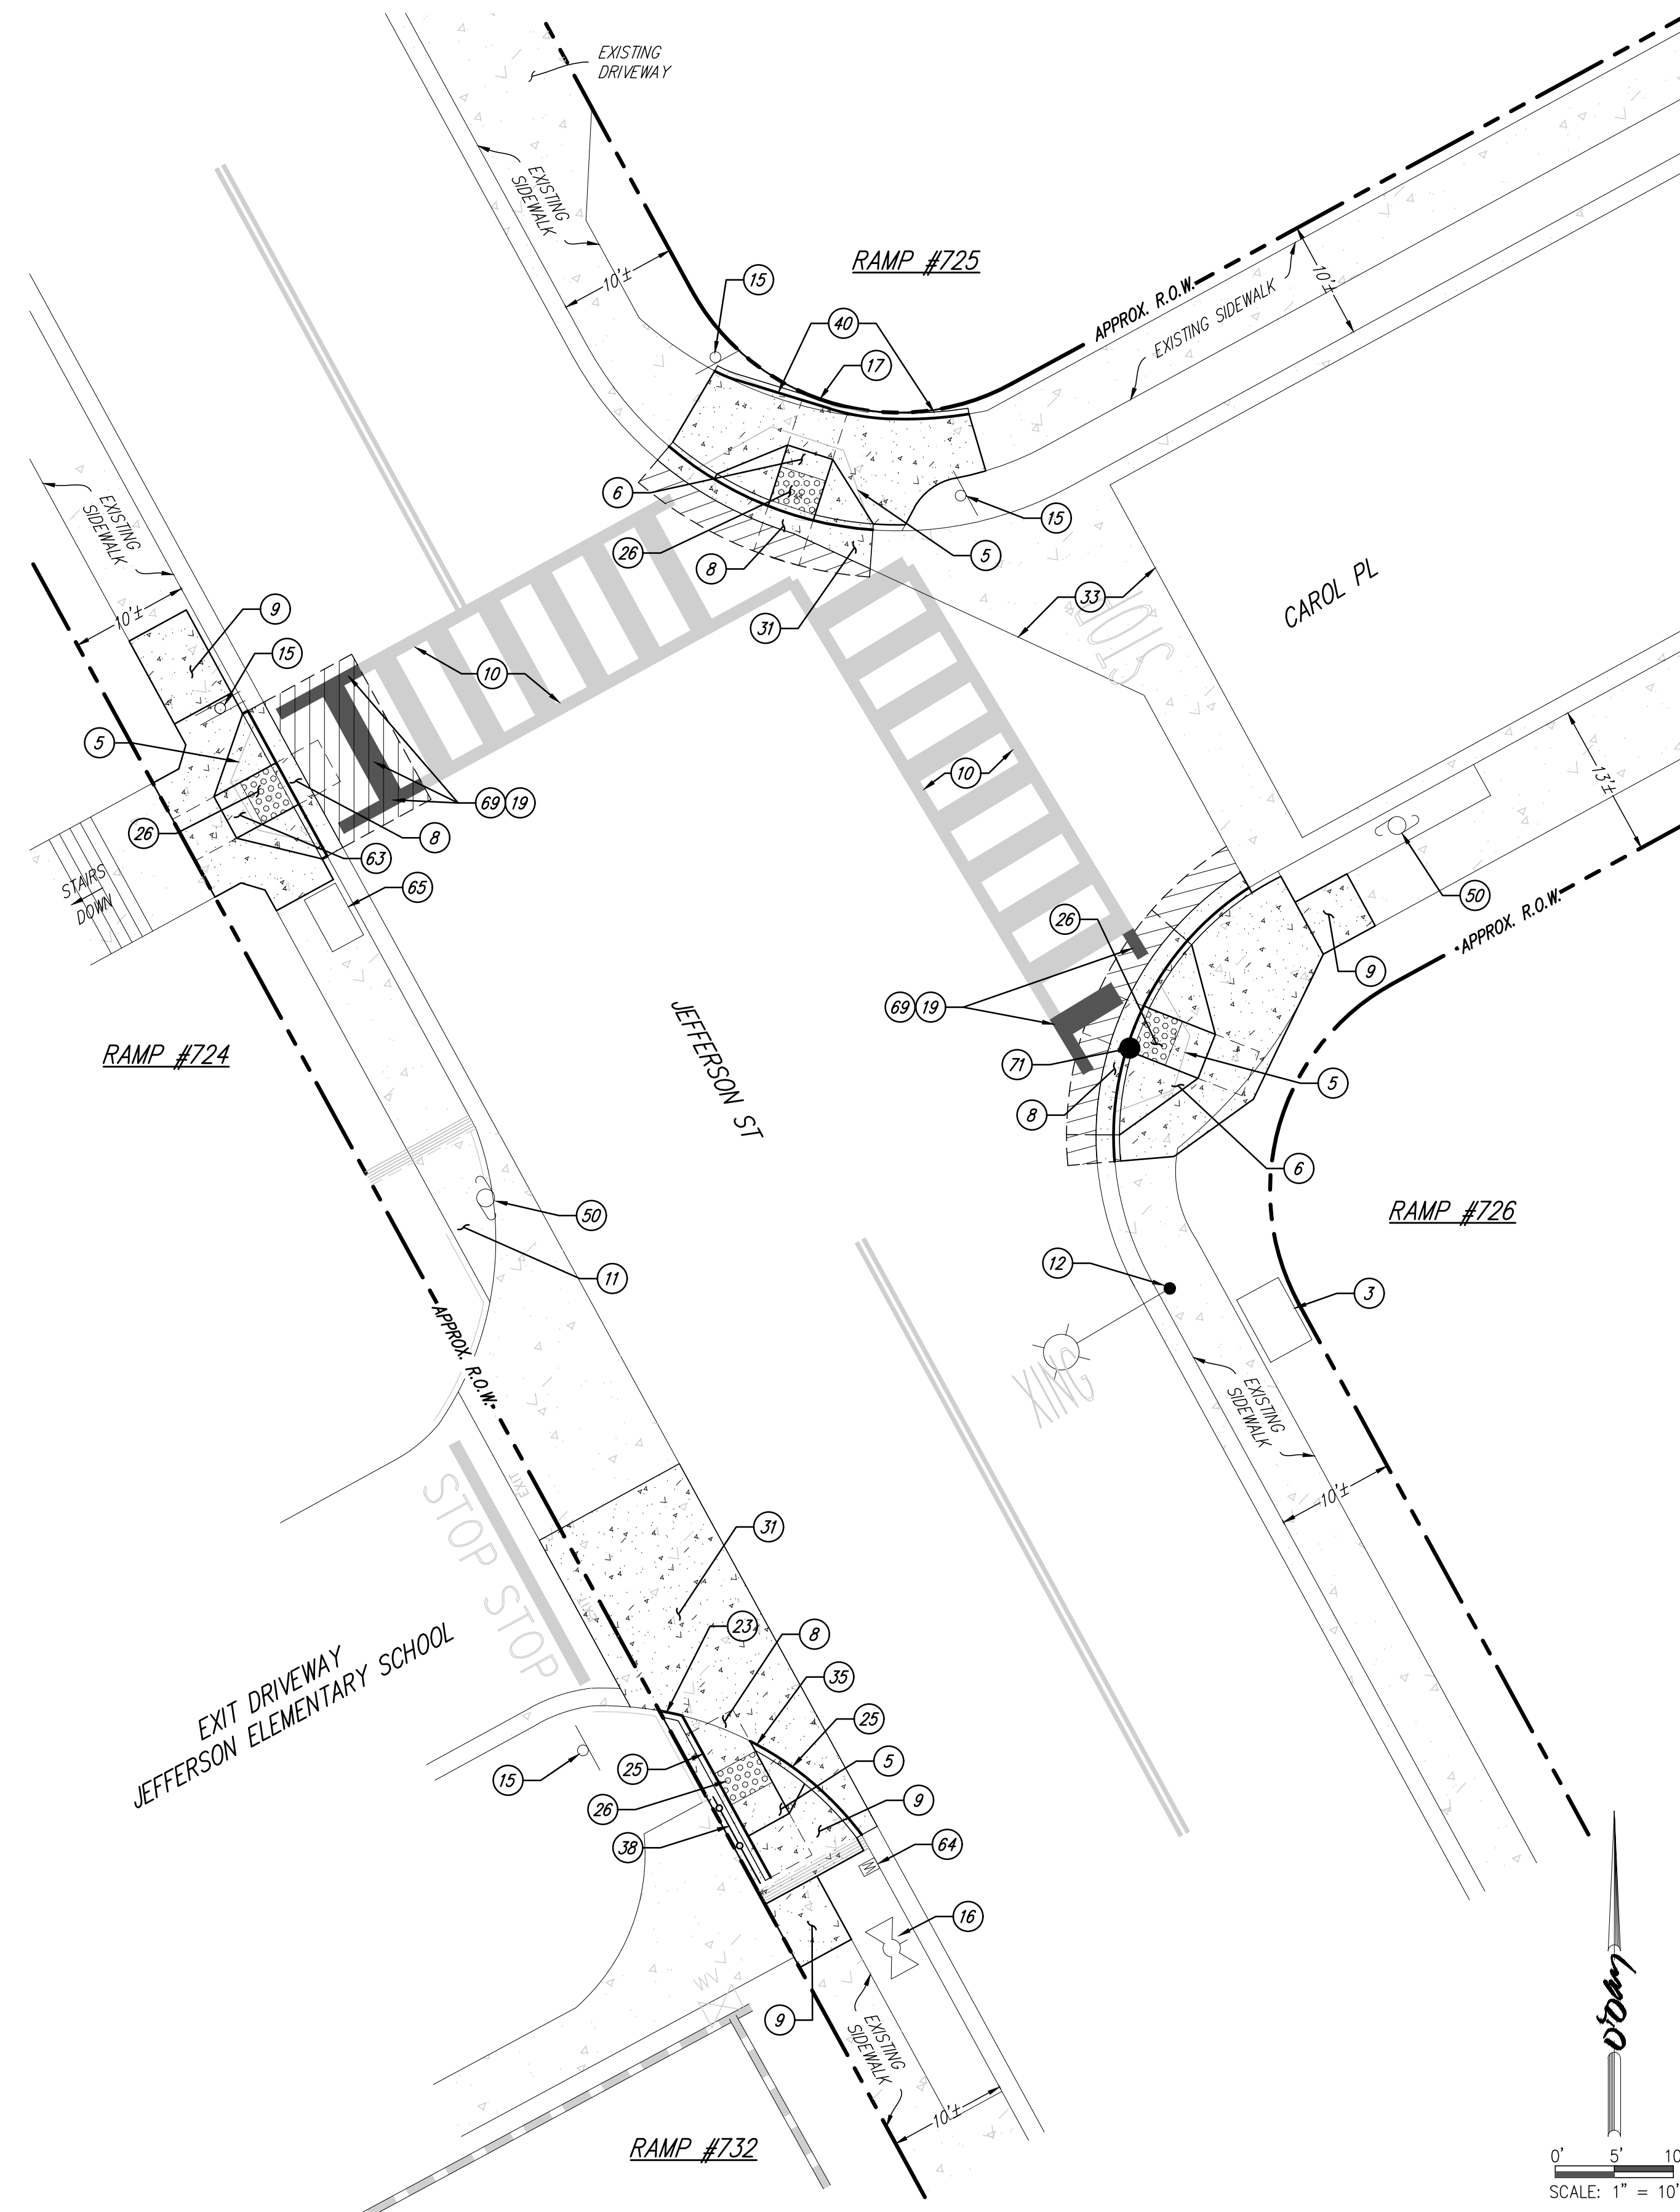 EXISTING
DRIVEWAY
EXISTING
SIDEWALK
10'±
RAMP #725
15
40
17
APPROX. R.O.W.
EXISTING SIDEWALK
10'±
EXISTING
SIDEWALK
10'±
9
15
6
26
8
31
5
15
33
STOP
CAROL PL
10
5
26
69 19
8
63
65
STAIRS
DOWN
10
13'±
50
26
9
APPROX. R.O.W.
69 19
71
8
5
6
RAMP #724
JEFFERSON ST
RAMP #726
50
11
12
3
XING
APPROX. R.O.W.
EXISTING
SIDEWALK
10'±
EXIT
STOP STOP
EXIT
31
23
8
35
25
EXIT DRIVEWAY
JEFFERSON ELEMENTARY SCHOOL
15
25
26
38
5
9
64
M
16
WV
9
EXISTING
SIDEWALK
10'±
RAMP #732
0' 5' 10
SCALE: 1" = 10'